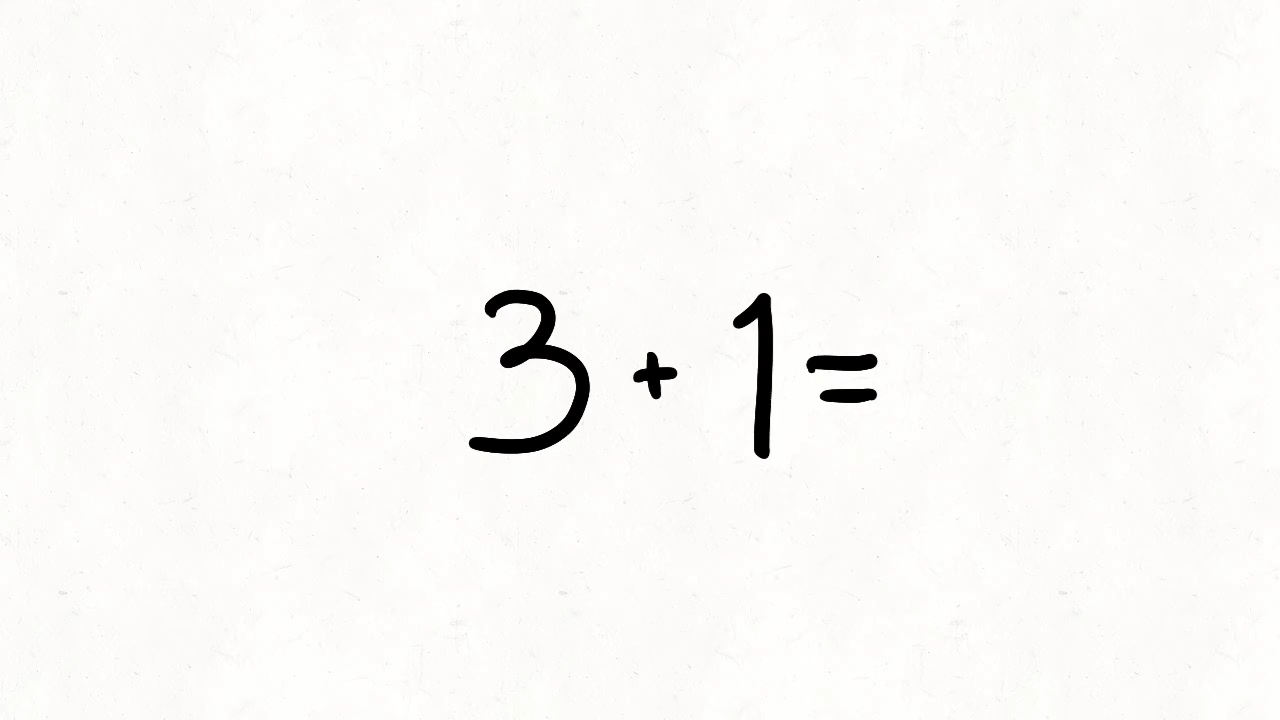 3 + 1 =